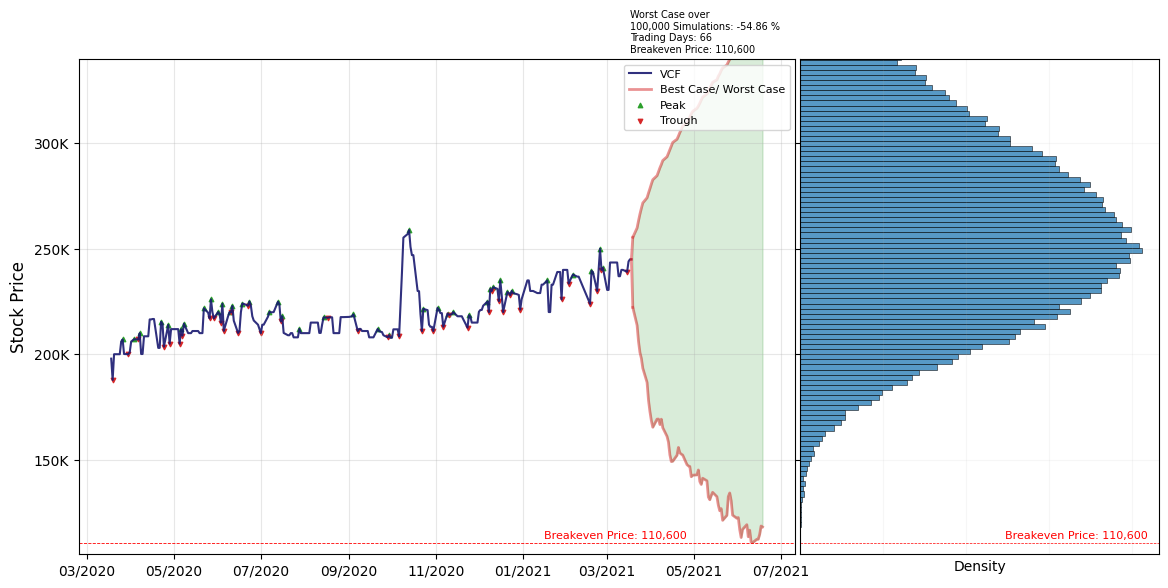 Worst Case over
100,000 Simulations: -54.86 %
Trading Days: 66
Breakeven Price: 110,600
VCF
Best Case/ Worst Case
Peak
Trough
Stock Price
300K
250K
200K
150K
Breakeven Price: 110,600
Breakeven Price: 110,600
03/2020 05/2020 07/2020 09/2020 11/2020 01/2021 03/2021 05/2021 07/2021
Density